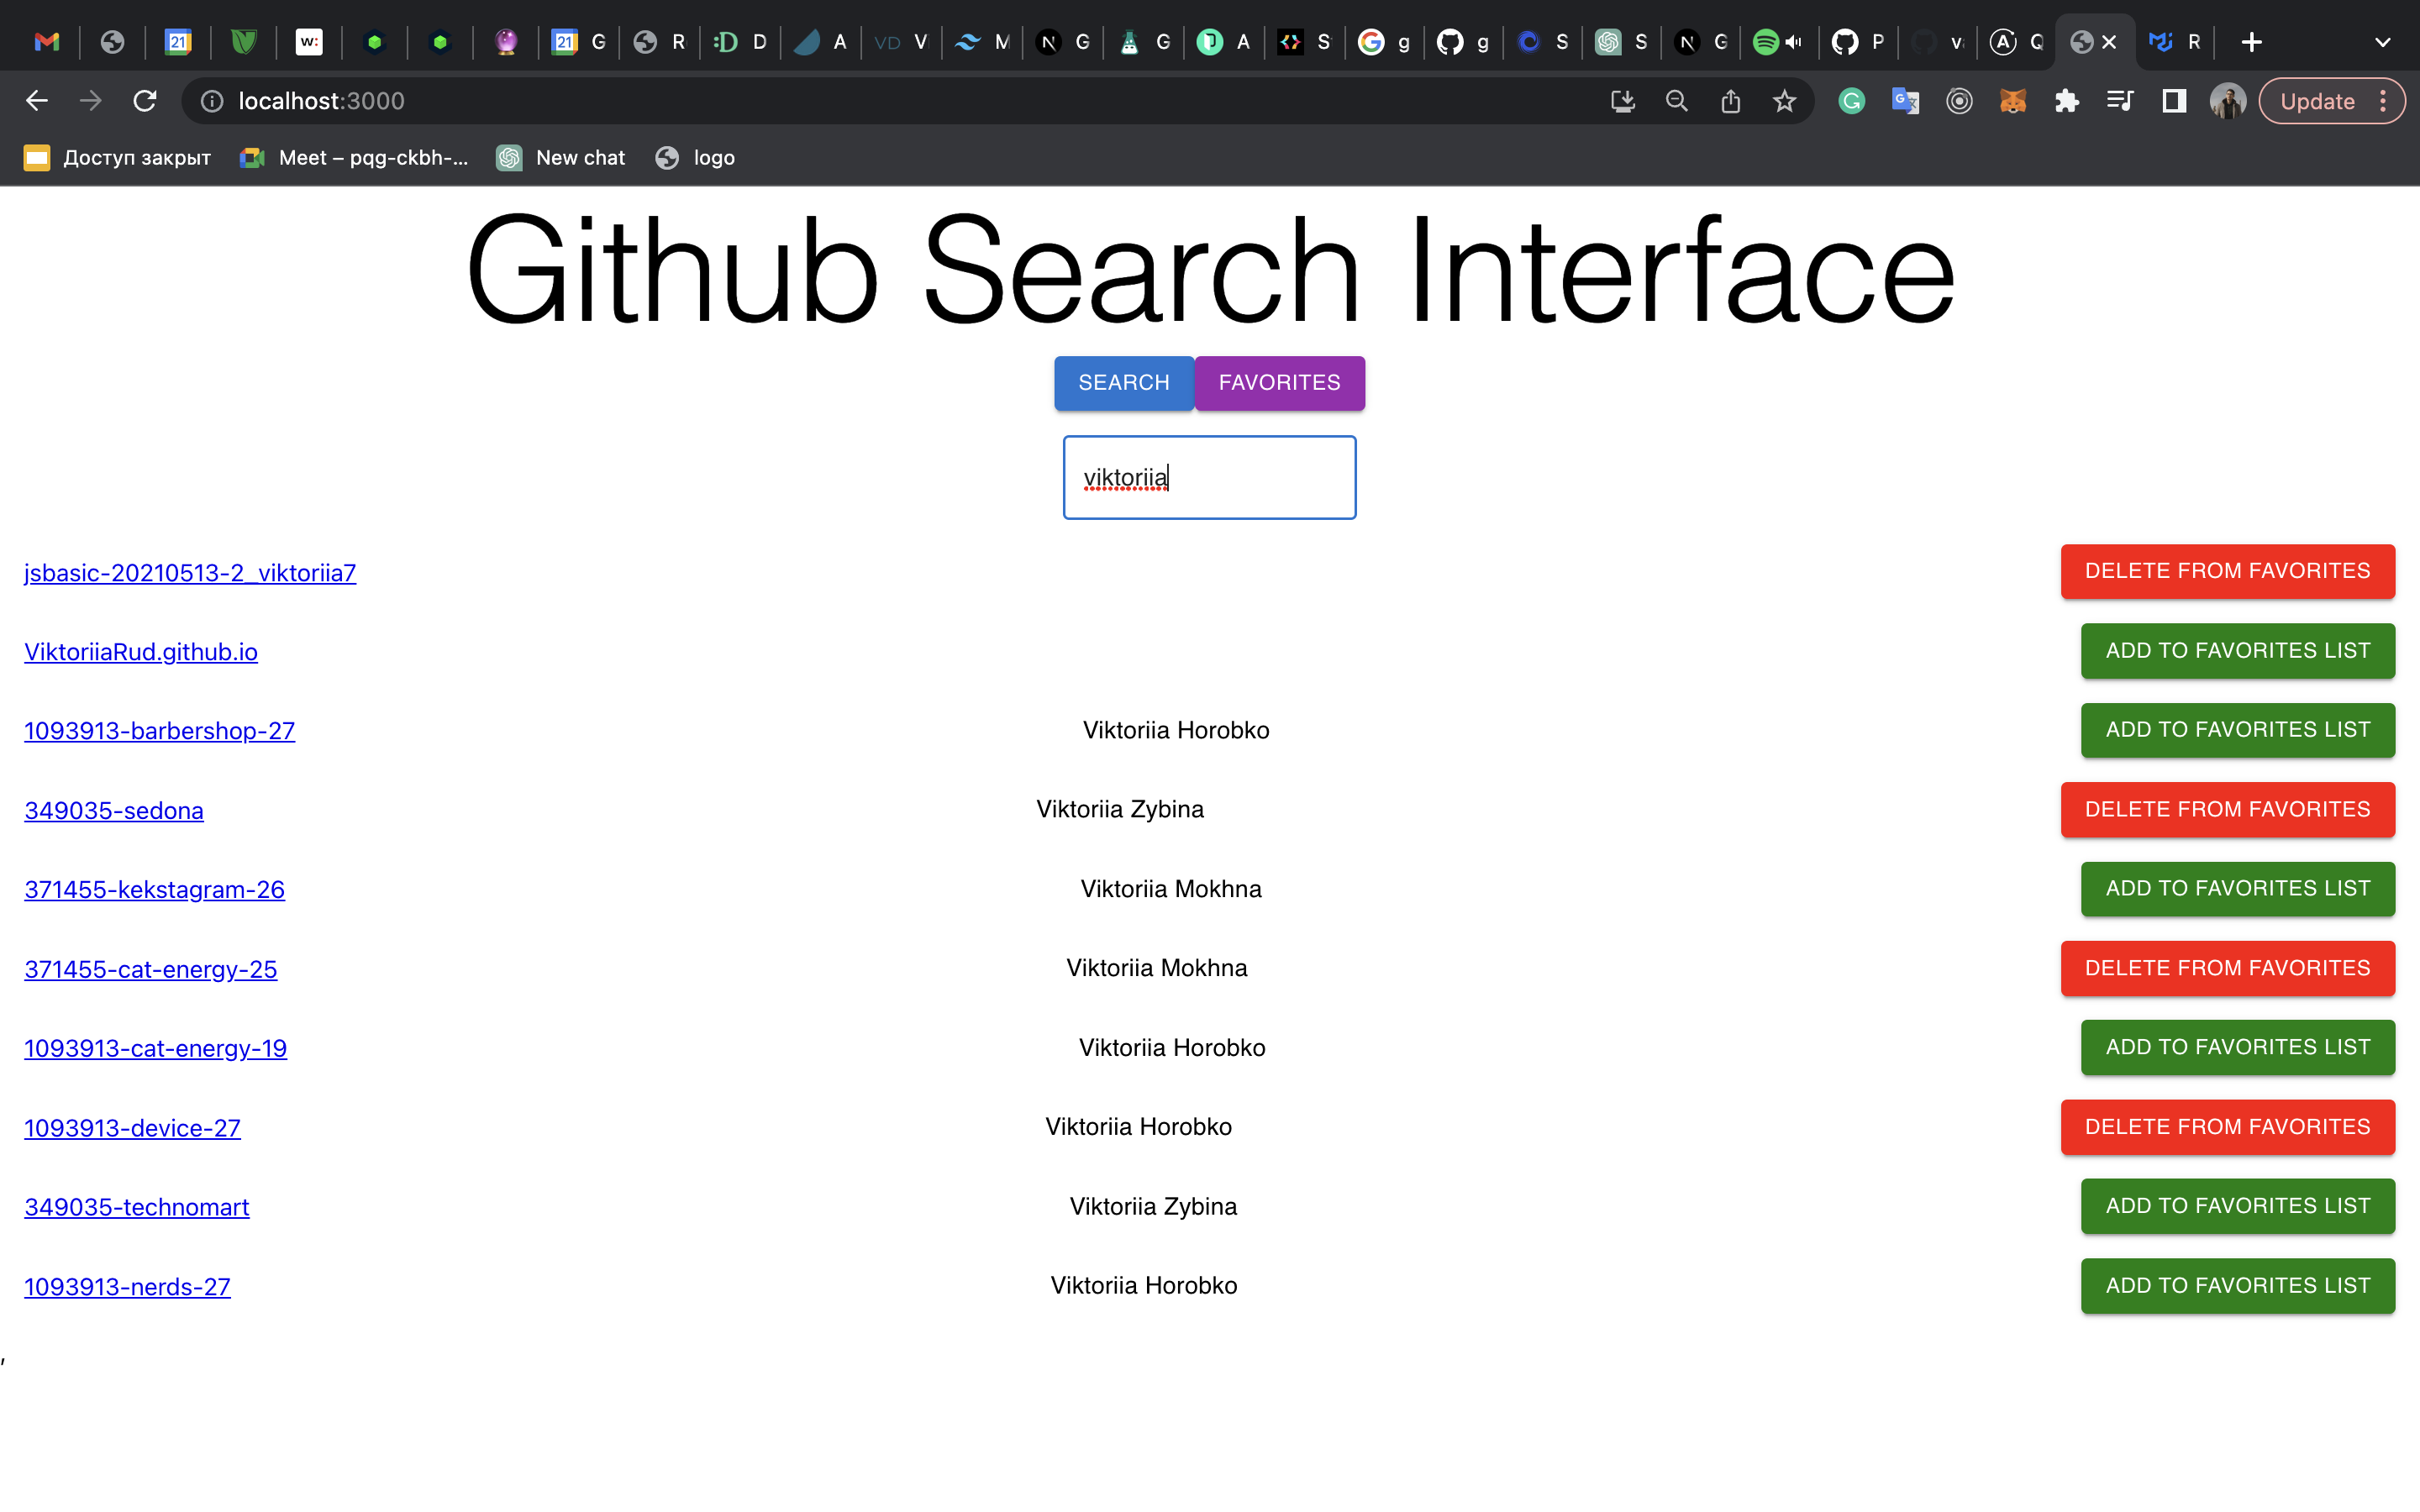 21 w: 21 G R :D D A VD V M G G A S G g g S S G P v A Q R
localhost:3000 Update
Доступ закрыт Meet – pqg-ckbh-... New chat logo
Github Search Interface
SEARCH FAVORITES
viktoriia
jsbasic-20210513-2_viktoriia7 DELETE FROM FAVORITES
ViktoriiaRud.github.io ADD TO FAVORITES LIST
1093913-barbershop-27 Viktoriia Horobko ADD TO FAVORITES LIST
349035-sedona Viktoriia Zybina DELETE FROM FAVORITES
371455-kekstagram-26 Viktoriia Mokhna ADD TO FAVORITES LIST
371455-cat-energy-25 Viktoriia Mokhna DELETE FROM FAVORITES
1093913-cat-energy-19 Viktoriia Horobko ADD TO FAVORITES LIST
1093913-device-27 Viktoriia Horobko DELETE FROM FAVORITES
349035-technomart Viktoriia Zybina ADD TO FAVORITES LIST
1093913-nerds-27 Viktoriia Horobko ADD TO FAVORITES LIST
,